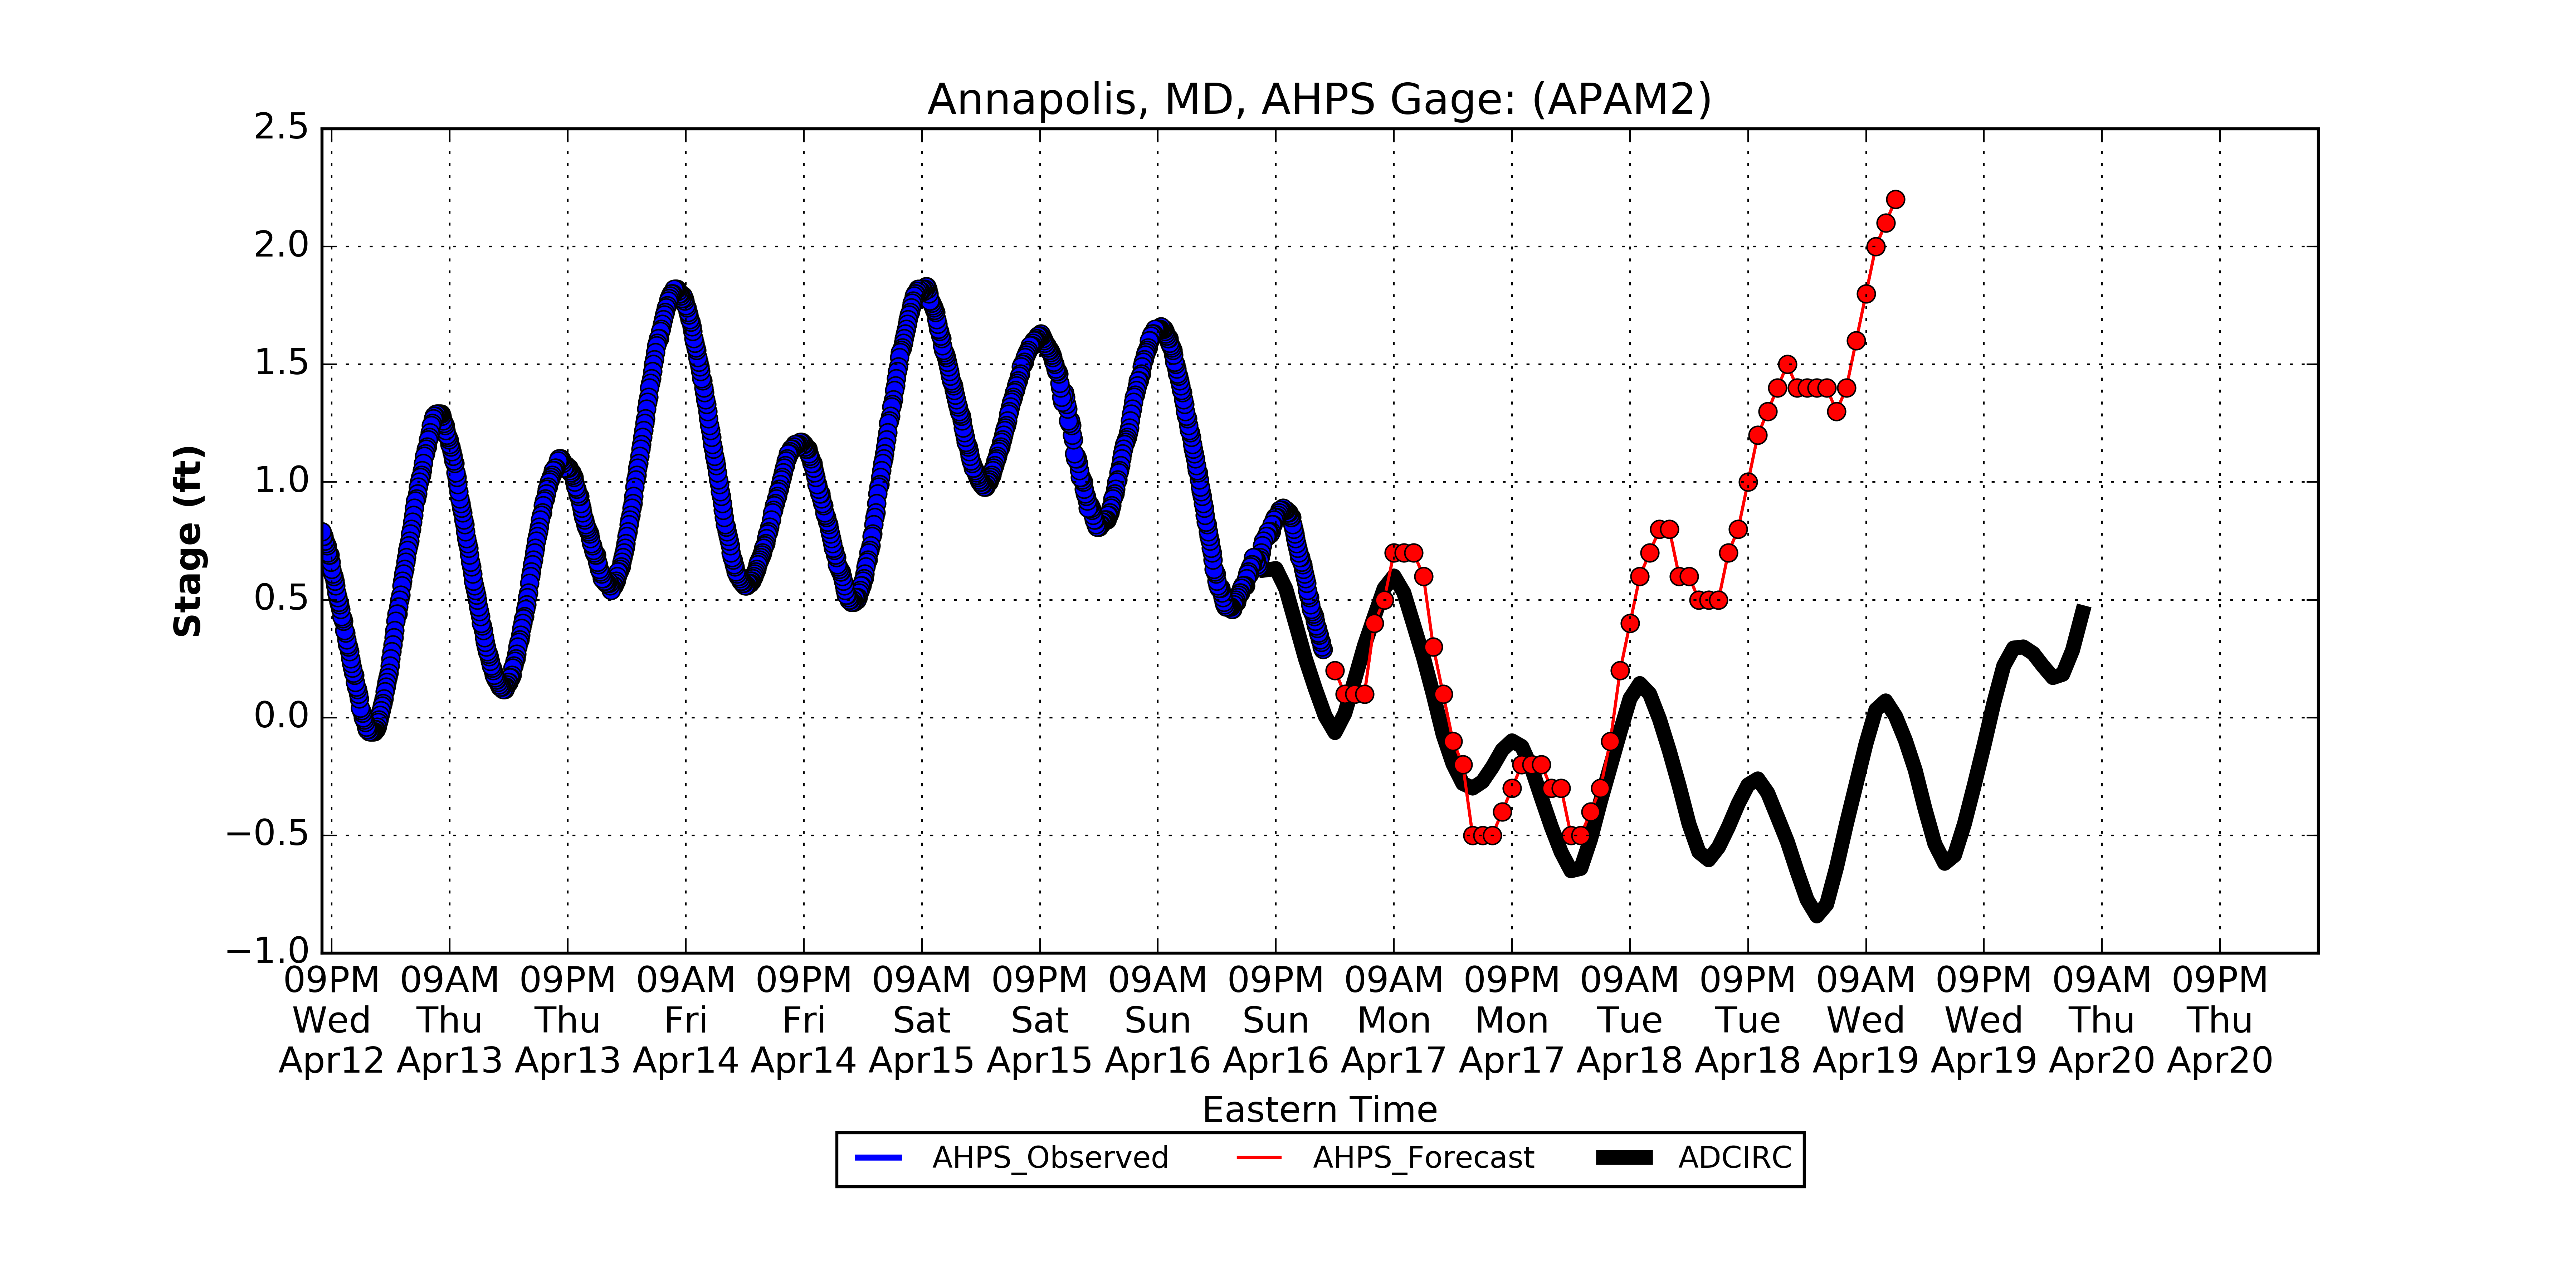 Annapolis, MD, AHPS Gage: (APAM2)
2.5
2.0
1.5
1.0
0.5
0.0
−0.5
−1.0
Stage (ft)
09PM 09AM 09PM 09AM 09PM 09AM 09PM 09AM 09PM 09AM 09PM 09AM 09PM 09AM 09PM 09AM 09PM
Wed Thu Thu Fri Fri Sat Sat Sun Sun Mon Mon Tue Tue Wed Wed Thu Thu
Apr12 Apr13 Apr13 Apr14 Apr14 Apr15 Apr15 Apr16 Apr16 Apr17 Apr17 Apr18 Apr18 Apr19 Apr19 Apr20 Apr20
Eastern Time
AHPS_Observed AHPS_Forecast ADCIRC